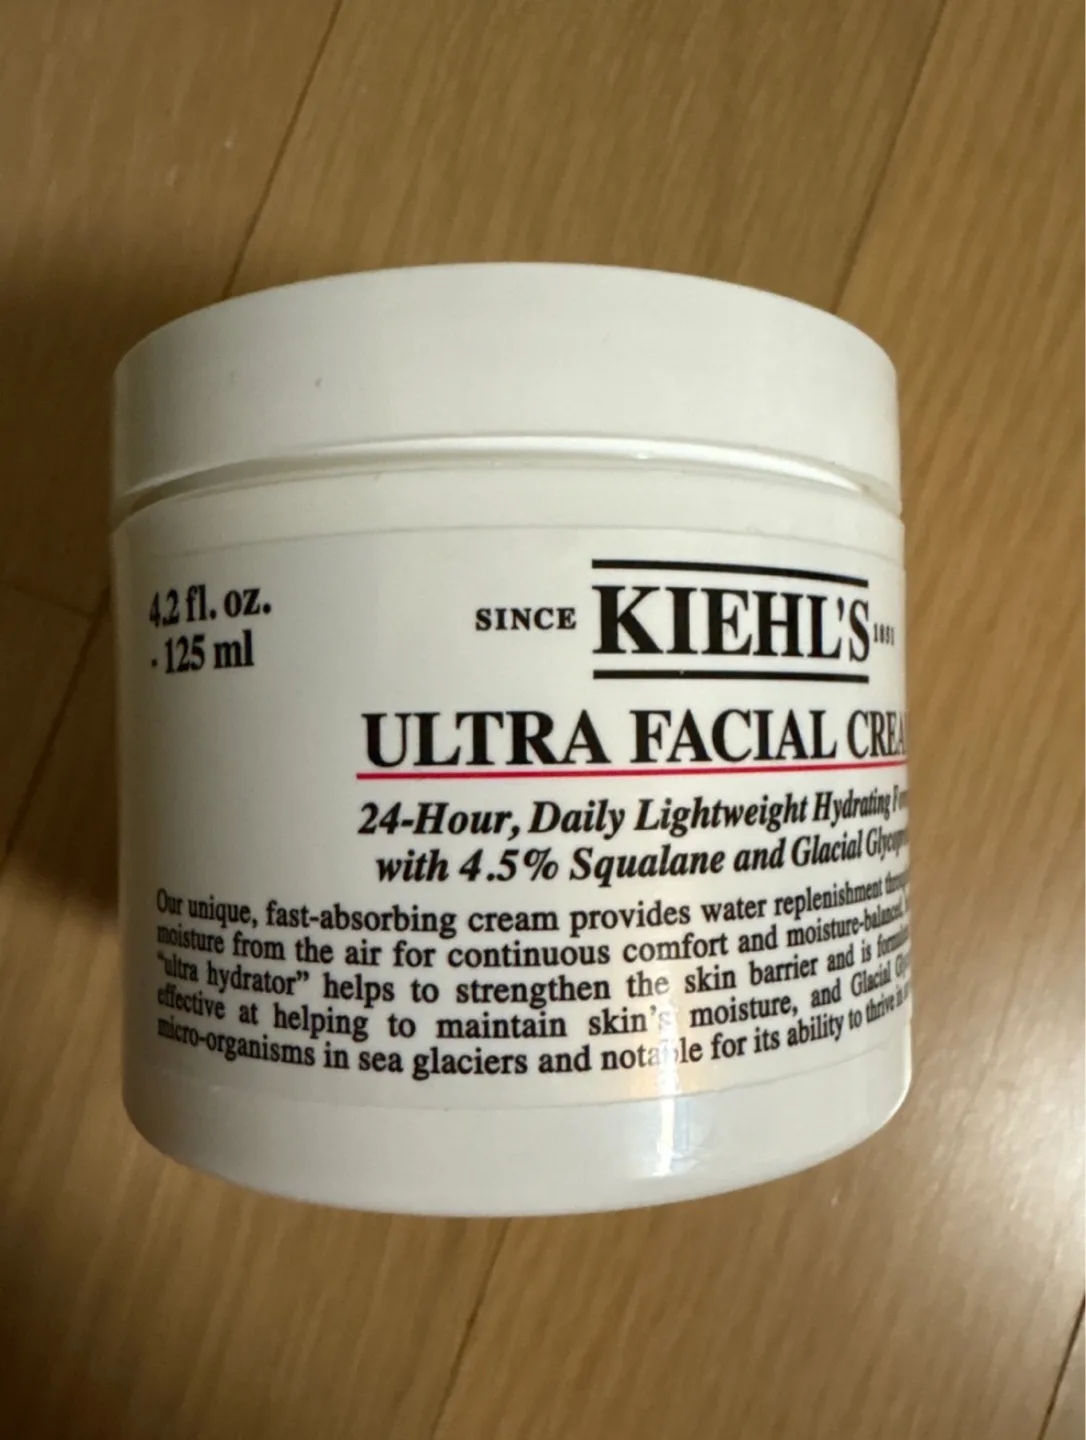 4.2 fl. oz.
· 125 ml
SINCE KIEHL'S 1851
ULTRA FACIAL
24-Hour, Daily Lightweight Hydrating
with 4.5% Squalane and Glacial
Our unique, fast-absorbing cream provides water replenishment
moisture from the air for continuous comfort and moisture-balanced,
"ultra hydrator" helps to strengthen the skin barrier and is
effective at helping to maintain skin's moisture, and Glacial
micro-organisms in sea glaciers and notable for its ability to thrive in